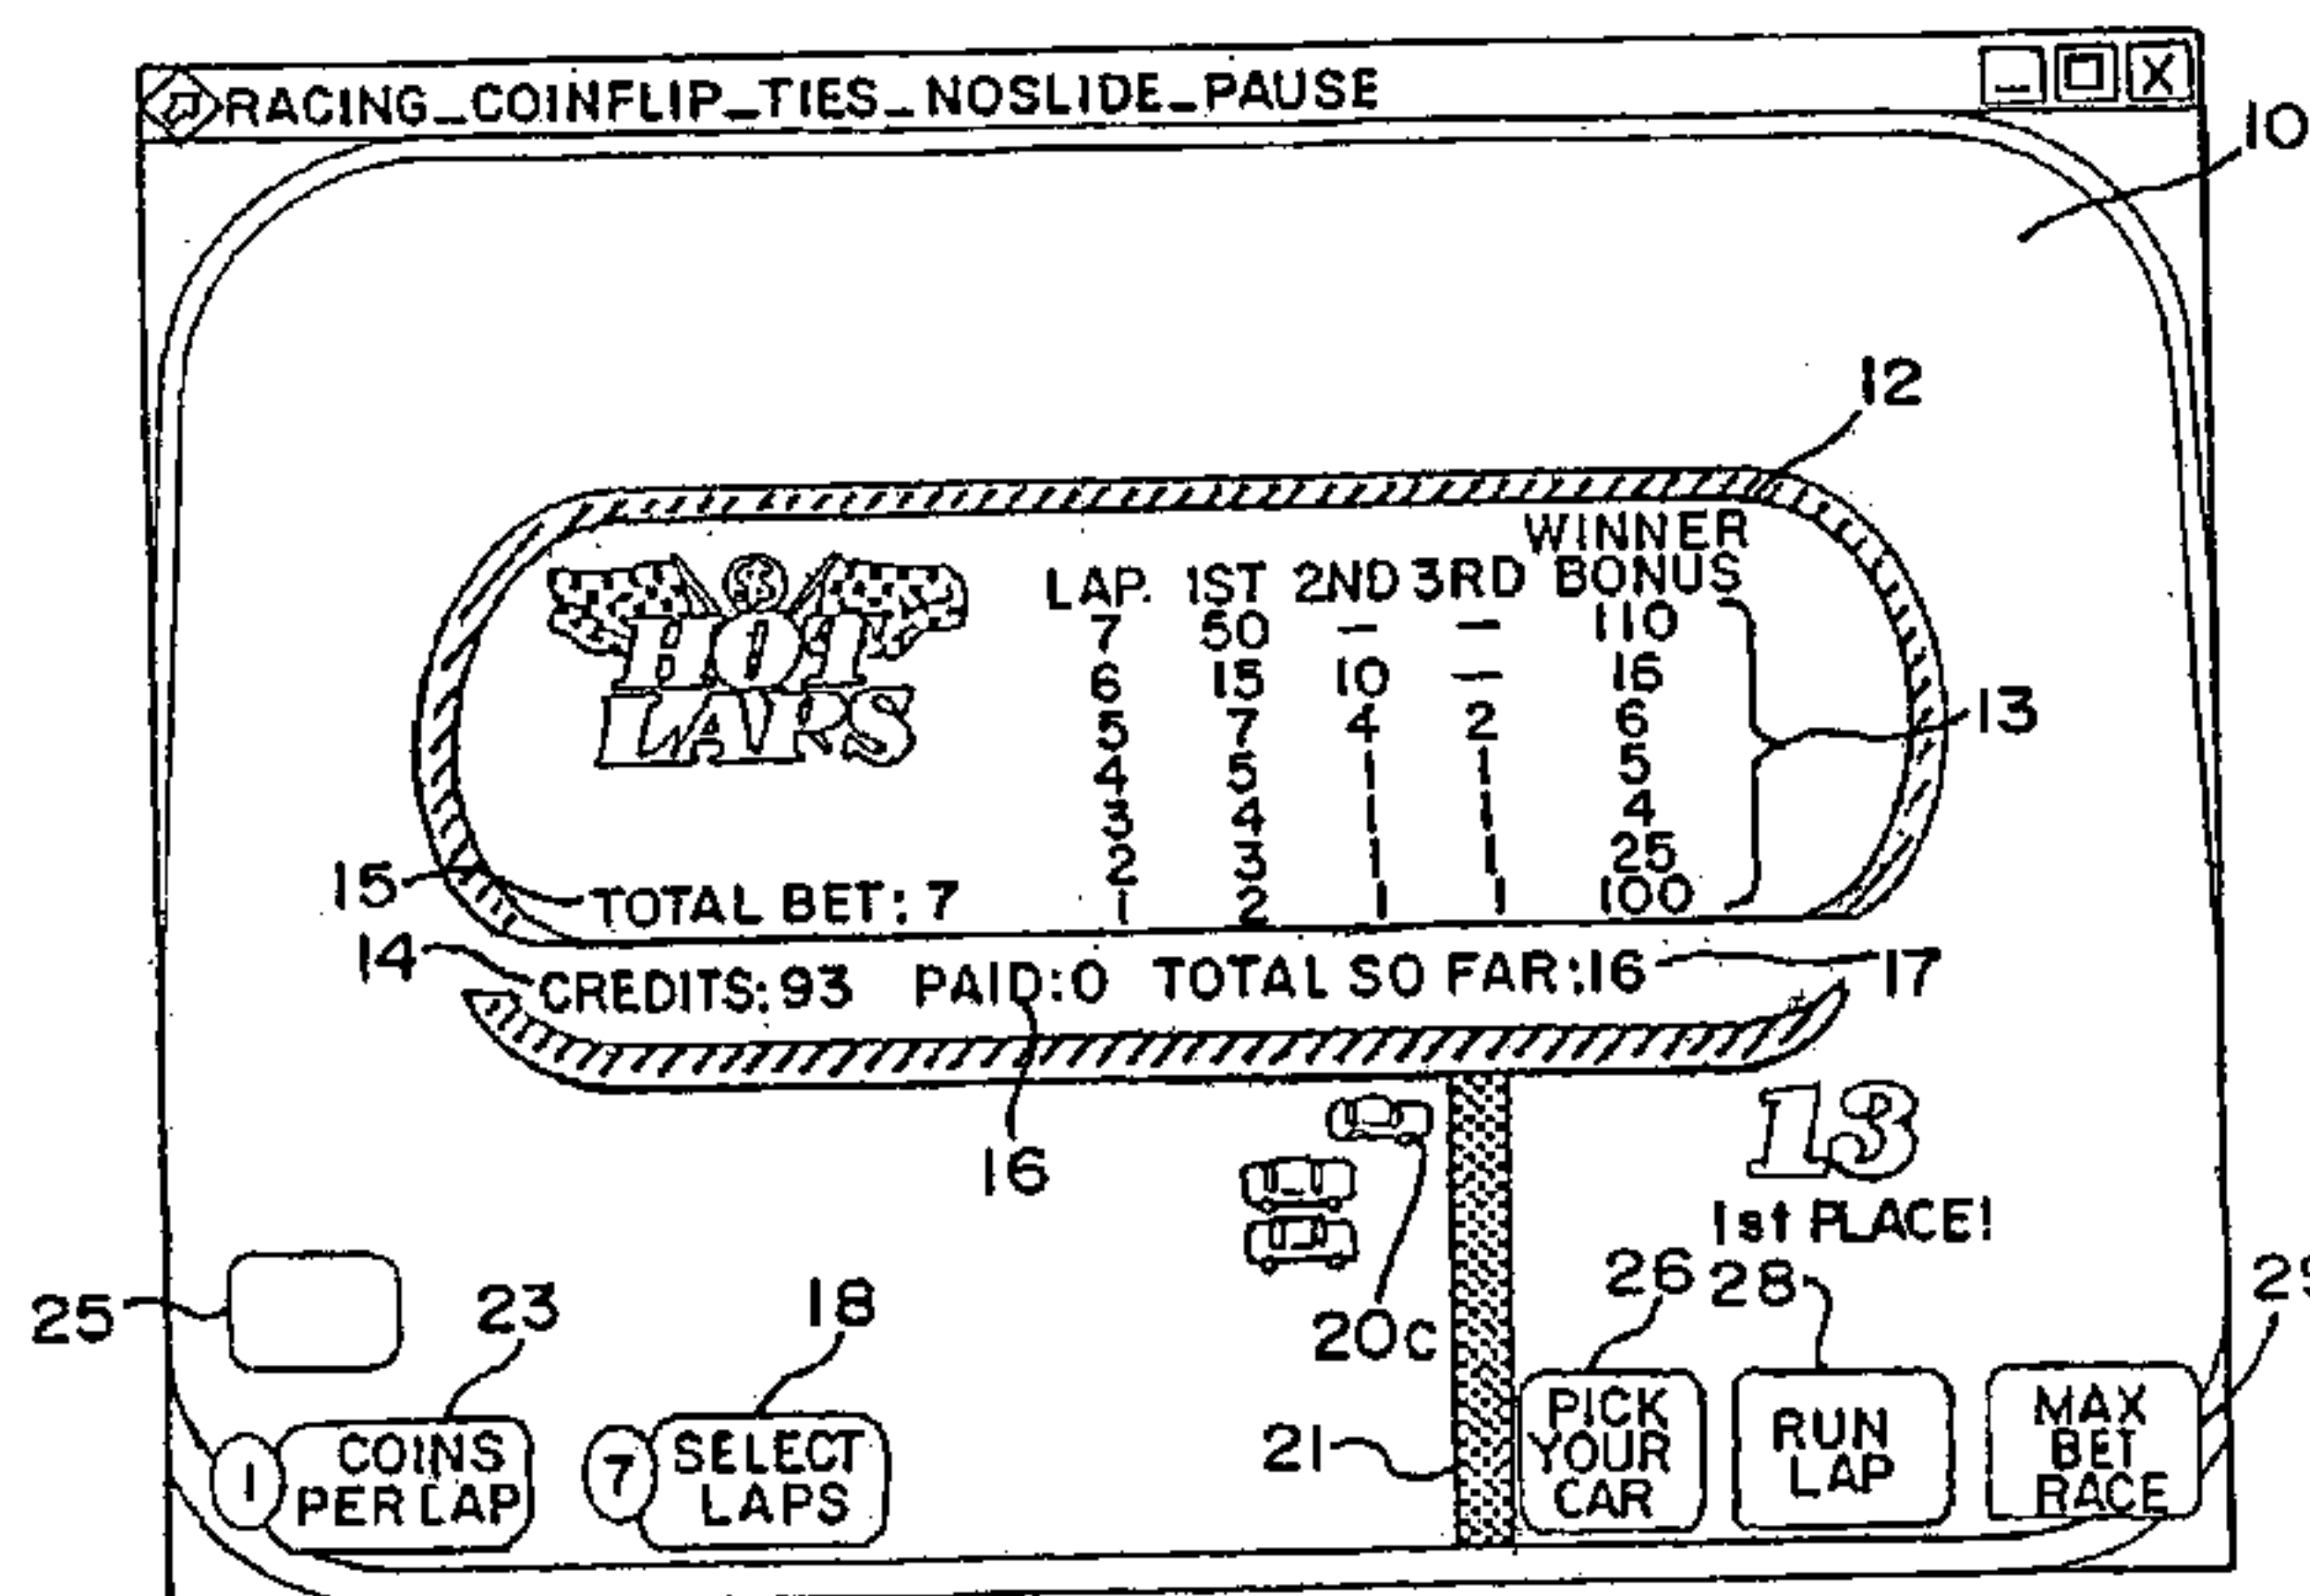 RACING_COINFLIP_TIES_NOSLIDE_PAUSE
10
12
WINNER
LAP. 1ST 2ND 3RD BONUS
7 50 — — 110
6 15 10 — 16
5 7 4 2 6
4 5 1 1 5
3 4 1 1 4
2 3 1 1 25
1 2 1 1 100
$
HOT
LAPS
13
15
TOTAL BET: 7
14
CREDITS: 93 PAID: 0 TOTAL SO FAR: 16
17
16
13
1st PLACE!
25
23
18
20C
26
28
21
1 COINS
PER LAP
7 SELECT
LAPS
PICK
YOUR
CAR
RUN
LAP
MAX
BET
RACE